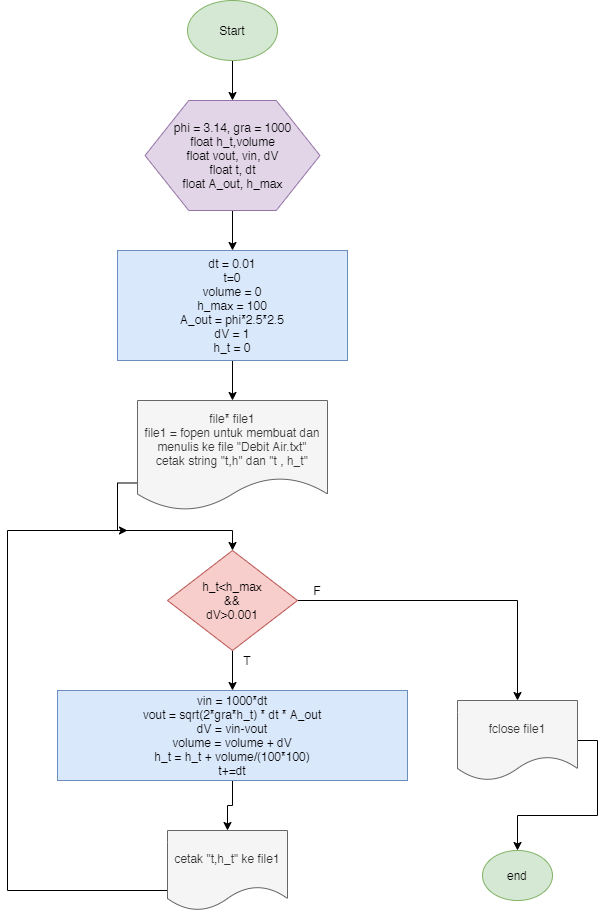 Start
phi = 3.14, gra = 1000
float h_t,volume
float vout, vin, dV
float t, dt
float A_out, h_max
dt = 0.01
t=0
volume = 0
h_max = 100
A_out = phi*2.5*2.5
dV = 1
h_t = 0
file* file1
file1 = fopen untuk membuat dan
menulis ke file "Debit Air.txt"
cetak string "t,h" dan "t , h_t"
h_t<h_max
&&
dV>0.001
F
T
vin = 1000*dt
vout = sqrt(2*gra*h_t) * dt * A_out
dV = vin-vout
volume = volume + dV
h_t = h_t + volume/(100*100)
t+=dt
fclose file1
cetak "t,h_t" ke file1
end